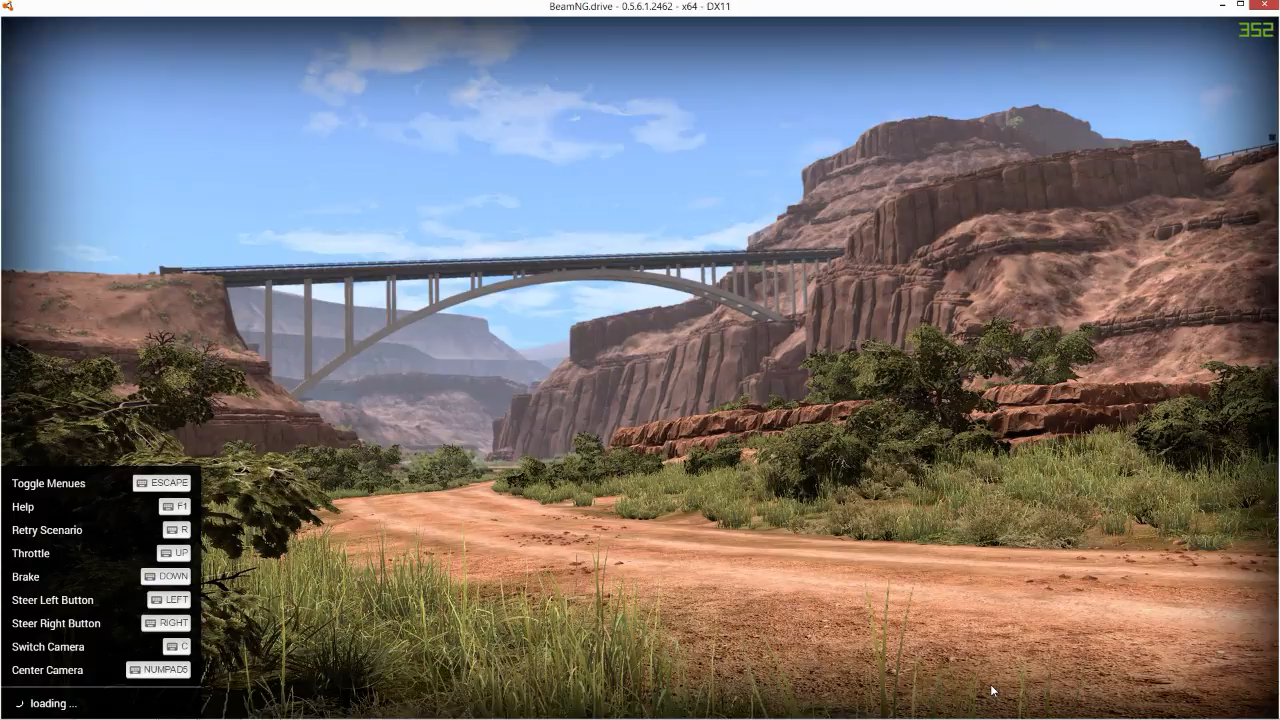 BeamNG.drive - 0.5.6.1.2462 - x64 - DX11
352
Toggle Menues ESCAPE
Help F1
Retry Scenario R
Throttle UP
Brake DOWN
Steer Left Button LEFT
Steer Right Button RIGHT
Switch Camera C
Center Camera NUMPAD5
loading ...